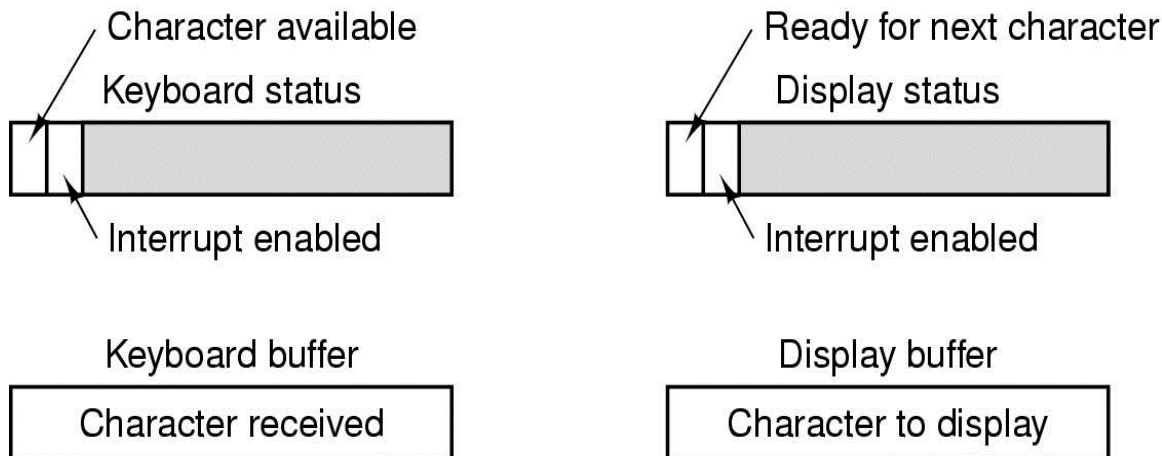 Character available
Keyboard status
Interrupt enabled
Keyboard buffer
Character received
Ready for next character
Display status
Interrupt enabled
Display buffer
Character to display